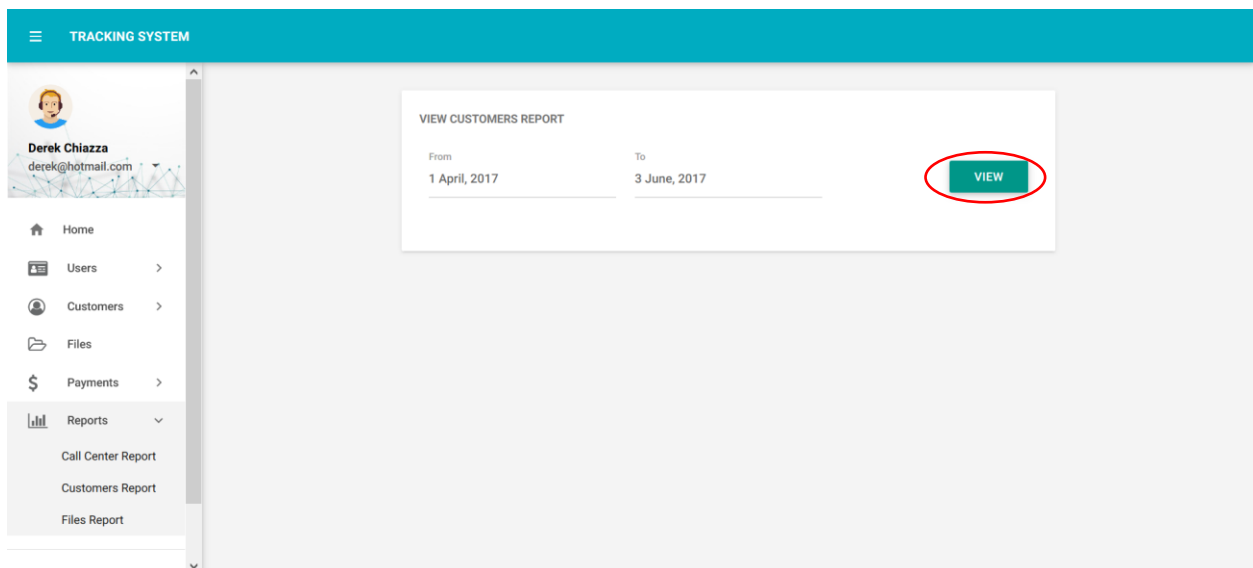 TRACKING SYSTEM
Derek Chiazza
derek@hotmail.com
Home
Users
Customers
Files
Payments
Reports
Call Center Report
Customers Report
Files Report
VIEW CUSTOMERS REPORT
From To
1 April, 2017 3 June, 2017
VIEW